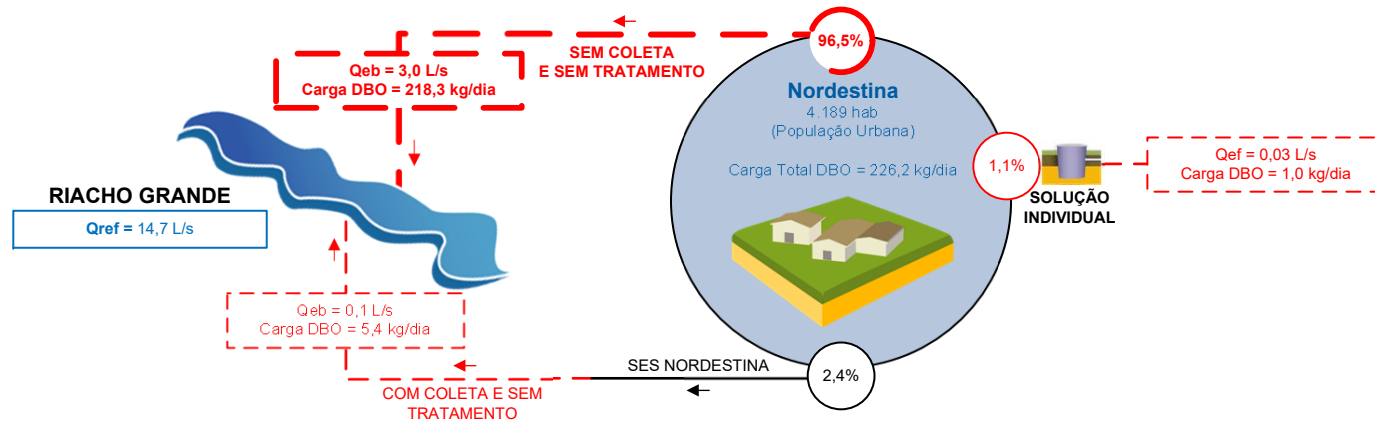 96,5%
SEM COLETA
E SEM TRATAMENTO
Qeb = 3,0 L/s
Carga DBO = 218,3 kg/dia
Nordestina
4.189 hab
(População Urbana)
Carga Total DBO = 226,2 kg/dia
1,1%
SOLUÇÃO
INDIVIDUAL
Qef = 0,03 L/s
Carga DBO = 1,0 kg/dia
RIACHO GRANDE
Qref = 14,7 L/s
Qeb = 0,1 L/s
Carga DBO = 5,4 kg/dia
SES NORDESTINA
2,4%
COM COLETA E SEM
TRATAMENTO